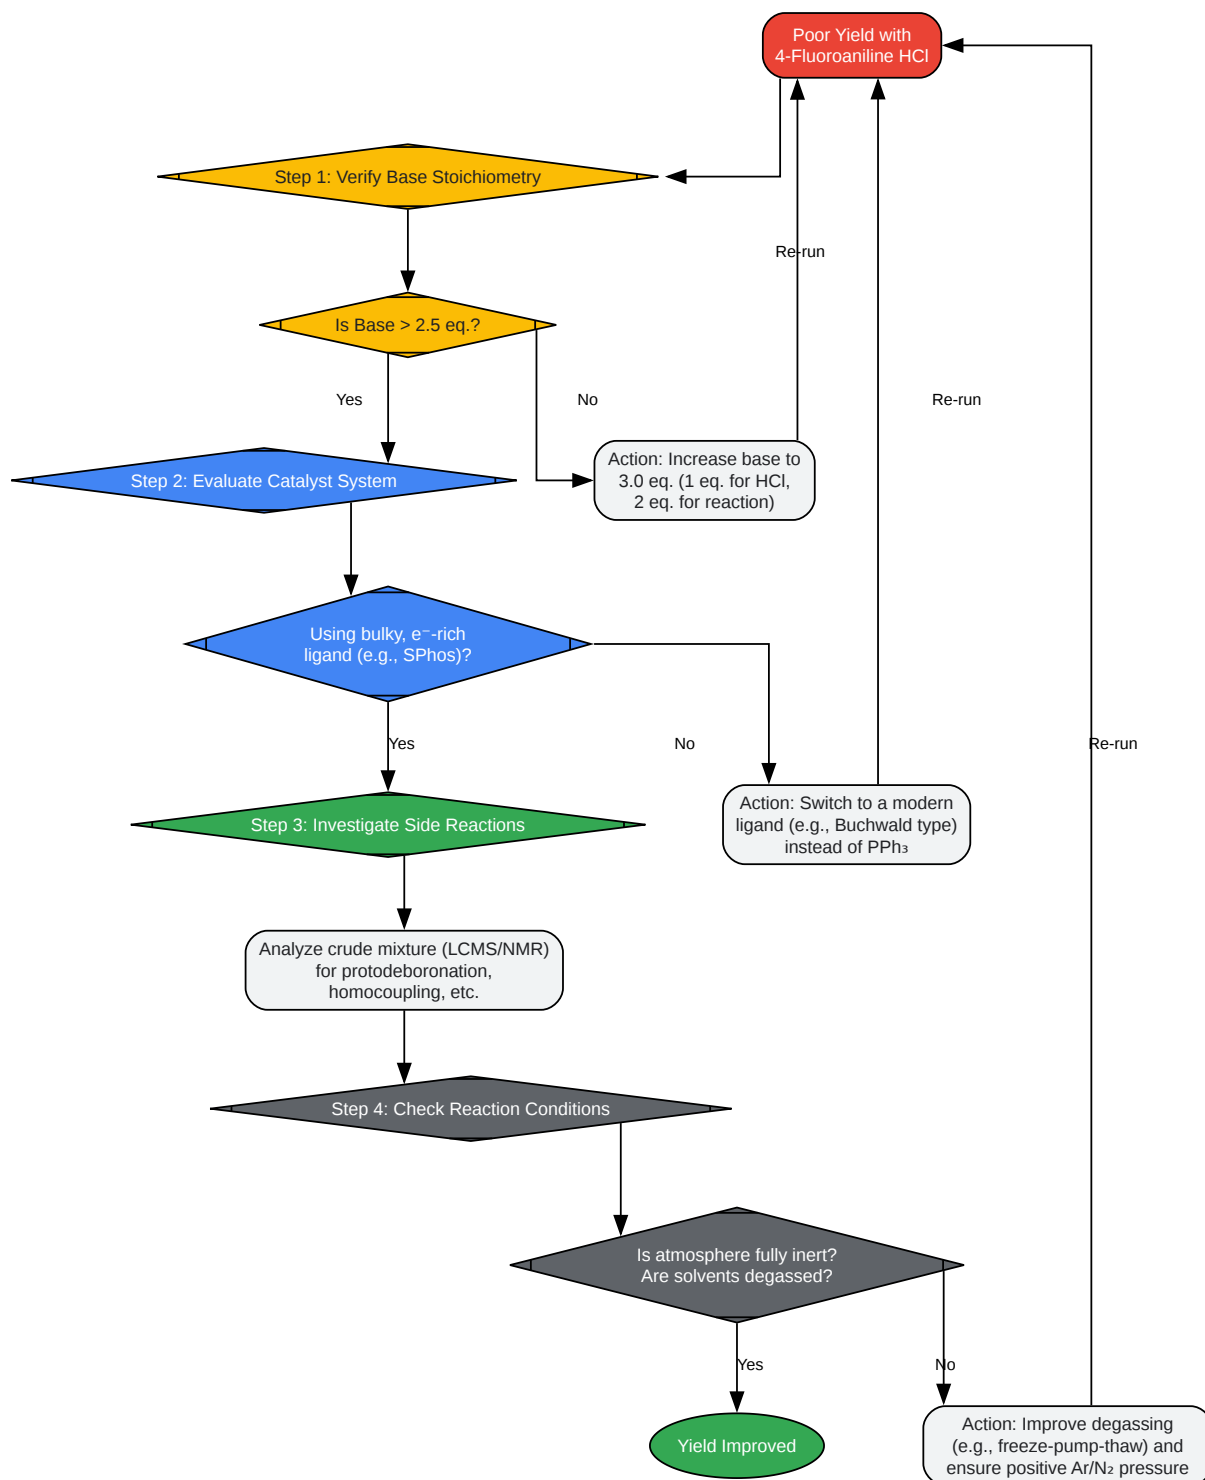 Poor Yield with
4-Fluoroaniline HCl
Step 1: Verify Base Stoichiometry
Re-run
Is Base > 2.5 eq.?
Yes
No
Re-run
Action: Increase base to
3.0 eq. (1 eq. for HCl,
2 eq. for reaction)
Step 2: Evaluate Catalyst System
Using bulky, e⁻-rich
ligand (e.g., SPhos)?
Yes
No
Re-run
Action: Switch to a modern
ligand (e.g., Buchwald type)
instead of PPh₃
Step 3: Investigate Side Reactions
Analyze crude mixture (LCMS/NMR)
for protodeboronation,
homocoupling, etc.
Step 4: Check Reaction Conditions
Is atmosphere fully inert?
Are solvents degassed?
Yes
No
Yield Improved
Action: Improve degassing
(e.g., freeze-pump-thaw) and
ensure positive Ar/N₂ pressure